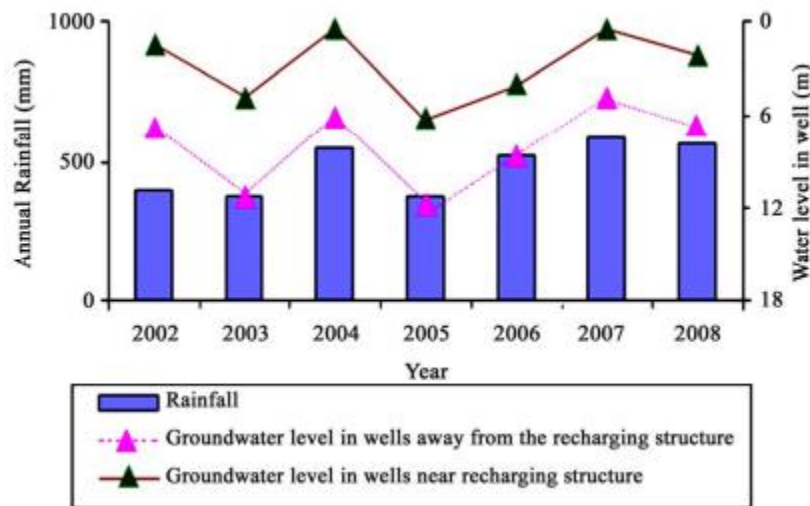 Annual Rainfall (mm)
1000
500
0
0
6
12
18
Water level in well (m)
2002 2003 2004 2005 2006 2007 2008
Year
Rainfall
Groundwater level in wells away from the recharging structure
Groundwater level in wells near recharging structure